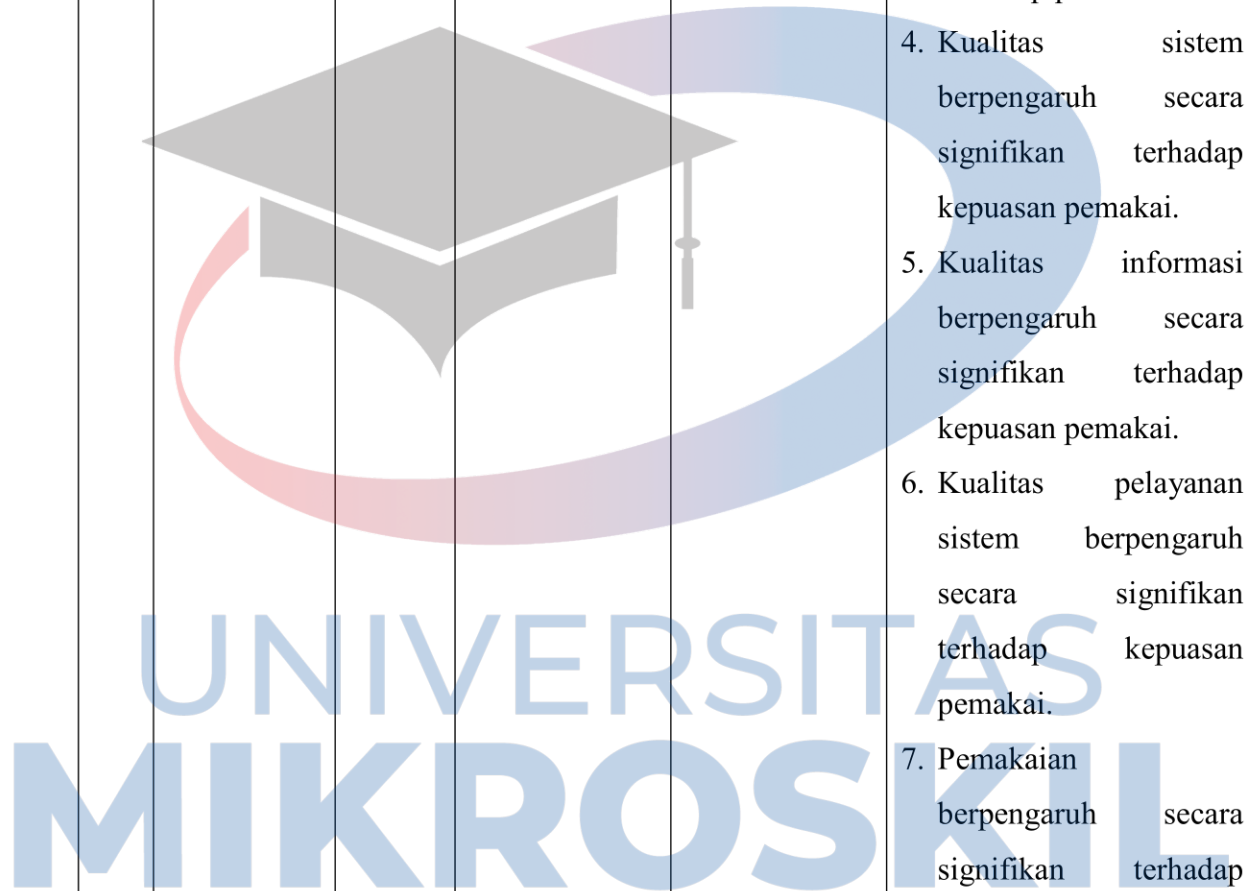 4. Kualitas sistem
berpengaruh secara
signifikan terhadap
kepuasan pemakai.
5. Kualitas informasi
berpengaruh secara
signifikan terhadap
kepuasan pemakai.
6. Kualitas pelayanan
sistem berpengaruh
secara signifikan
terhadap kepuasan
pemakai.
7. Pemakaian
berpengaruh secara
signifikan terhadap
UNIVERSITAS
MIKROSKIL